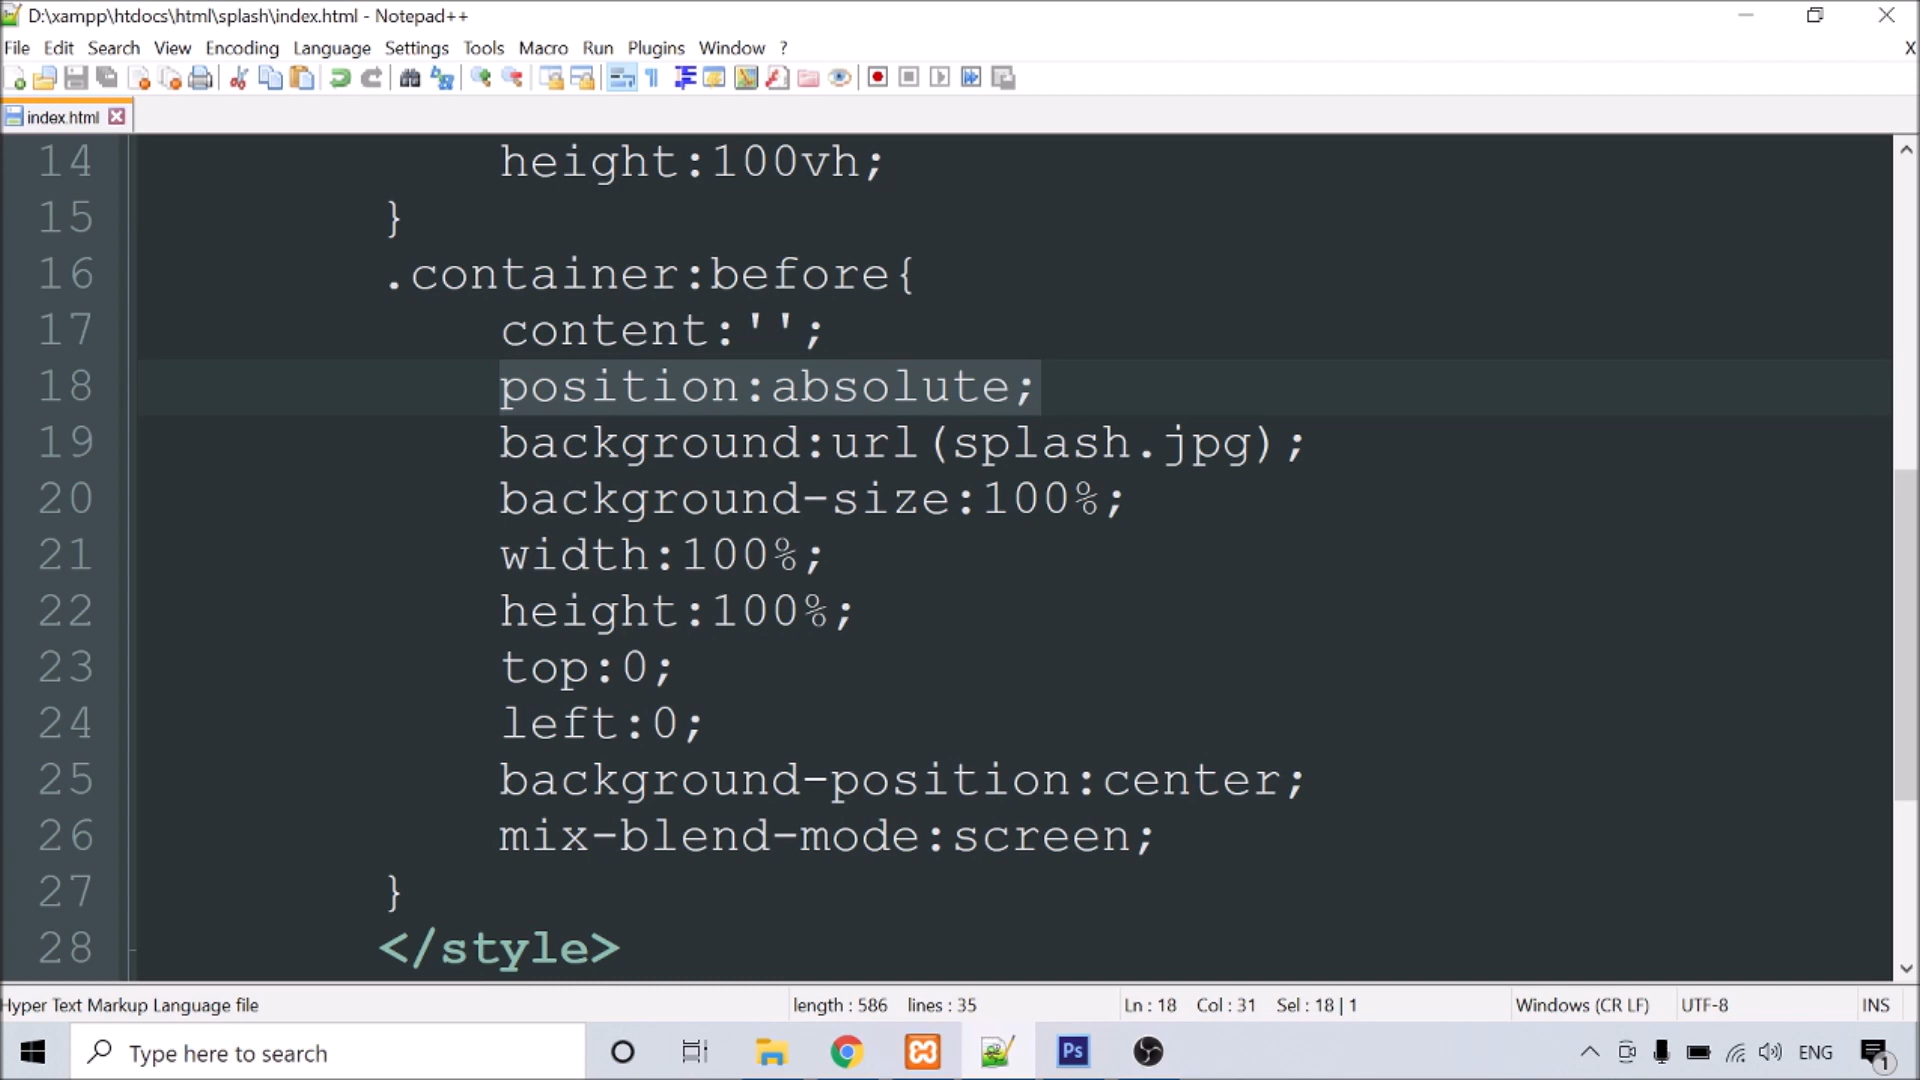 D:\xampp\htdocs\html\splash\index.html - Notepad++
File Edit Search View Encoding Language Settings Tools Macro Run Plugins Window ? X
index.html
14 height:100vh;
15 }
16 .container:before{
17 content:'';
18 position:absolute;
19 background:url(splash.jpg);
20 background-size:100%;
21 width:100%;
22 height:100%;
23 top:0;
24 left:0;
25 background-position:center;
26 mix-blend-mode:screen;
27 }
28 </style>
Hyper Text Markup Language file length : 586 lines : 35 Ln : 18 Col : 31 Sel : 18 | 1 Windows (CR LF) UTF-8 INS
Type here to search Ps ENG 1